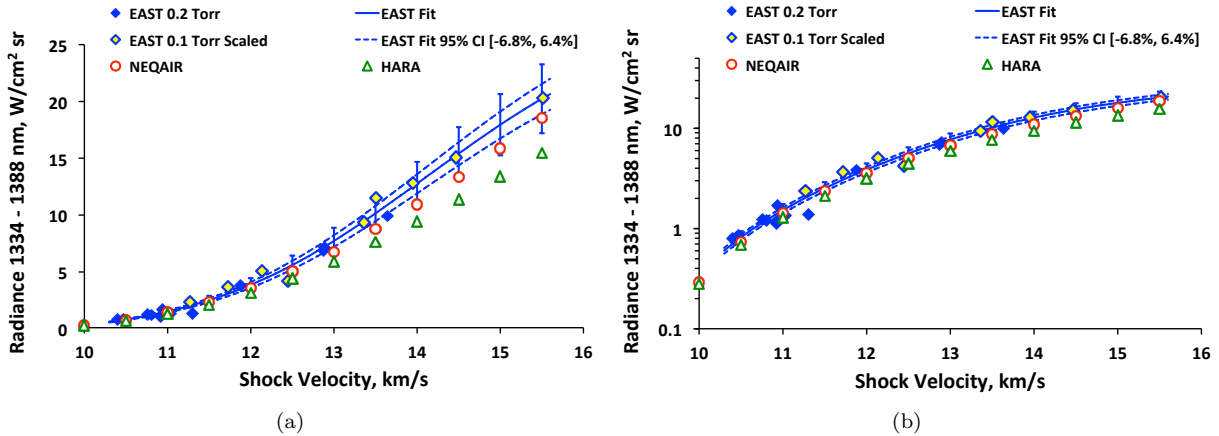 EAST 0.2 Torr
EAST Fit
EAST 0.1 Torr Scaled
EAST Fit 95% CI [-6.8%, 6.4%]
NEQAIR
HARA
Radiance 1334 - 1388 nm, W/cm² sr
25
20
15
10
5
0
10 11 12 13 14 15 16
Shock Velocity, km/s
(a)
EAST 0.2 Torr
EAST Fit
EAST 0.1 Torr Scaled
EAST Fit 95% CI [-6.8%, 6.4%]
NEQAIR
HARA
Radiance 1334 - 1388 nm, W/cm² sr
10
1
0.1
10 11 12 13 14 15 16
Shock Velocity, km/s
(b)